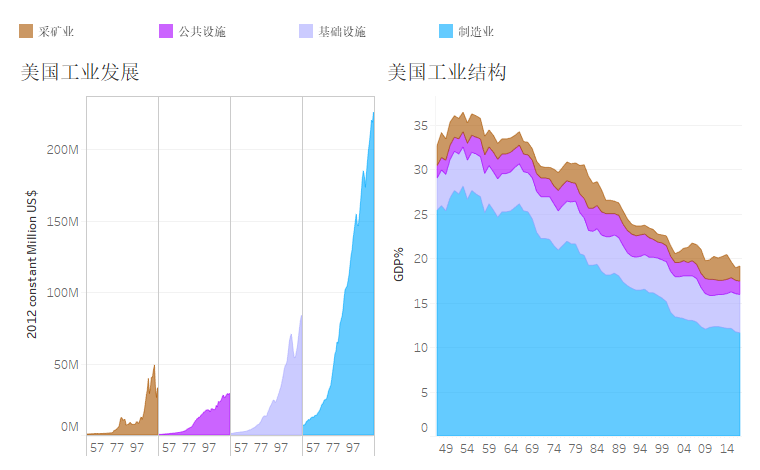 采矿业 公共设施 基础设施 制造业
美国工业发展 美国工业结构
2012 constant Million US$
200M
150M
100M
50M
0M
57 77 97 57 77 97 57 77 97 57 77 97
GDP%
35
30
25
20
15
10
5
0
49 54 59 64 69 74 79 84 89 94 99 04 09 14